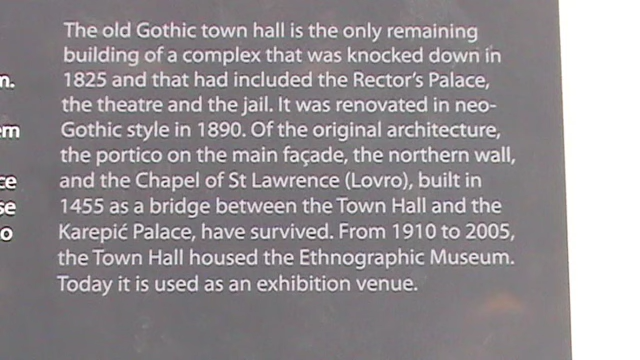 The old Gothic town hall is the only remaining
building of a complex that was knocked down in
1825 and that had included the Rector's Palace,
the theatre and the jail. It was renovated in neo-
Gothic style in 1890. Of the original architecture,
the portico on the main façade, the northern wall,
and the Chapel of St Lawrence (Lovro), built in
1455 as a bridge between the Town Hall and the
Karepić Palace, have survived. From 1910 to 2005,
the Town Hall housed the Ethnographic Museum.
Today it is used as an exhibition venue.